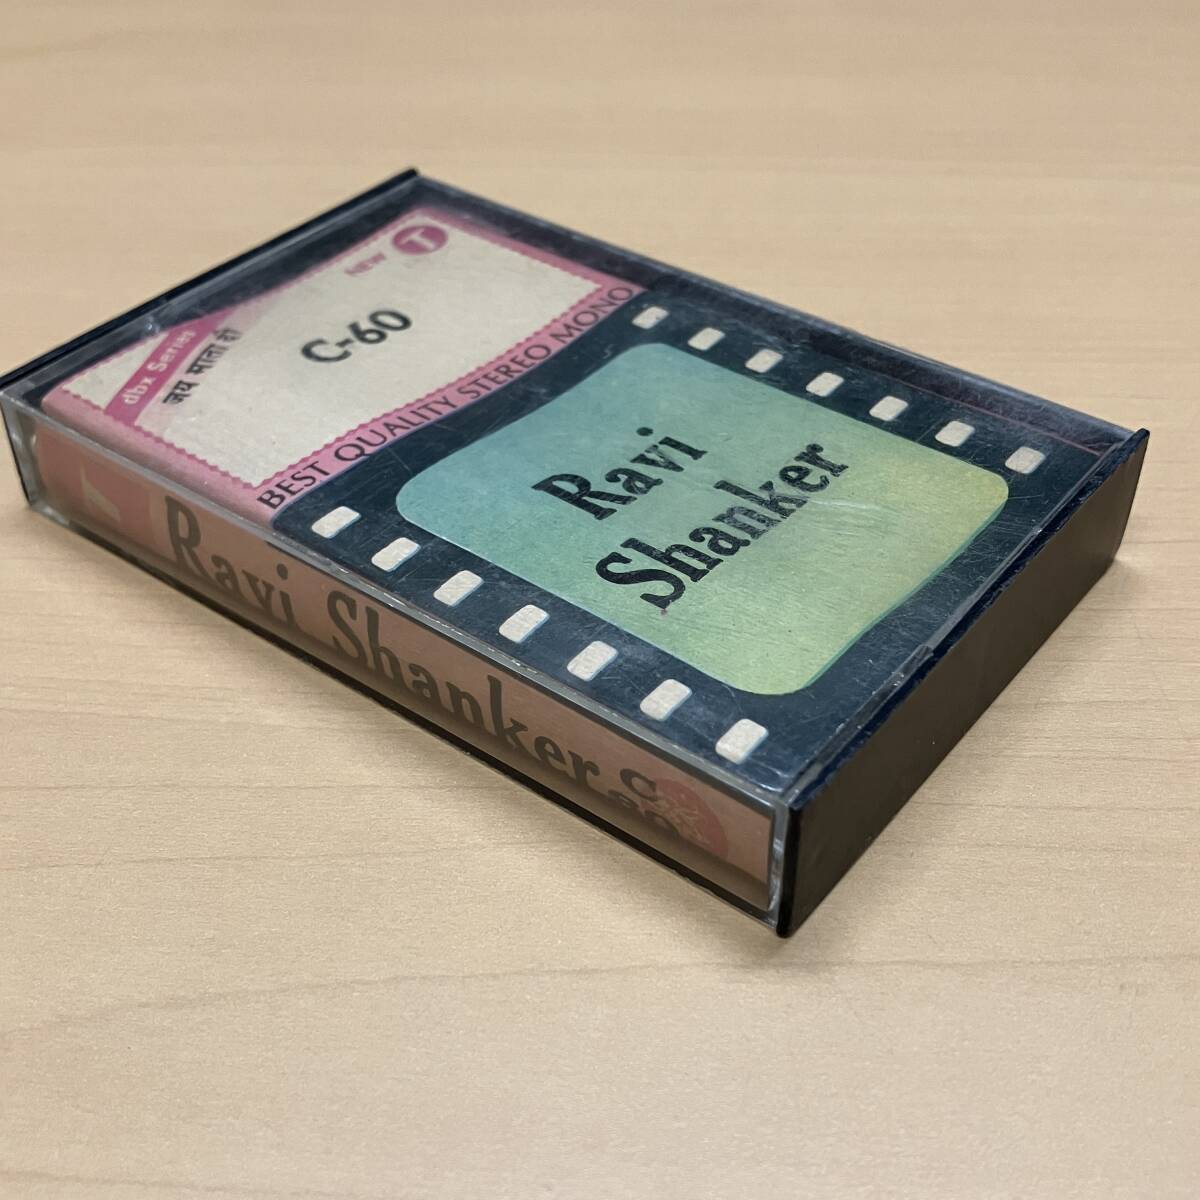 NEW T
dbx Series
जय माता दी
C-60
BEST QUALITY STEREO MONO
Ravi
Shanker
Ravi Shanker C